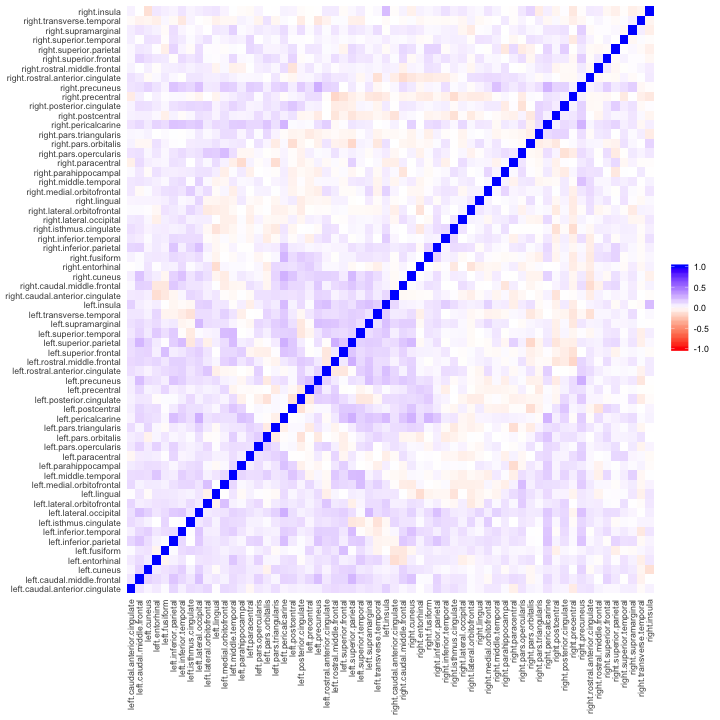 right.insula
right.transverse.temporal
right.supramarginal
right.superior.temporal
right.superior.parietal
right.superior.frontal
right.rostral.middle.frontal
right.rostral.anterior.cingulate
right.precuneus
right.precentral
right.posterior.cingulate
right.postcentral
right.pericalcarine
right.pars.triangularis
right.pars.orbitalis
right.pars.opercularis
right.paracentral
right.parahippocampal
right.middle.temporal
right.medial.orbitofrontal
right.lingual
right.lateral.orbitofrontal
right.lateral.occipital
right.isthmus.cingulate
right.inferior.temporal
right.inferior.parietal
right.fusiform
right.entorhinal
right.cuneus
right.caudal.middle.frontal
right.caudal.anterior.cingulate
left.insula
left.transverse.temporal
left.supramarginal
left.superior.temporal
left.superior.parietal
left.superior.frontal
left.rostral.middle.frontal
left.rostral.anterior.cingulate
left.precuneus
left.precentral
left.posterior.cingulate
left.postcentral
left.pericalcarine
left.pars.triangularis
left.pars.orbitalis
left.pars.opercularis
left.paracentral
left.parahippocampal
left.middle.temporal
left.medial.orbitofrontal
left.lingual
left.lateral.orbitofrontal
left.lateral.occipital
left.isthmus.cingulate
left.inferior.temporal
left.inferior.parietal
left.fusiform
left.entorhinal
left.cuneus
left.caudal.middle.frontal
left.caudal.anterior.cingulate
left.caudal.anterior.cingulate
left.caudal.middle.frontal
left.cuneus
left.entorhinal
left.fusiform
left.inferior.parietal
left.inferior.temporal
left.isthmus.cingulate
left.lateral.occipital
left.lateral.orbitofrontal
left.lingual
left.medial.orbitofrontal
left.middle.temporal
left.parahippocampal
left.paracentral
left.pars.opercularis
left.pars.orbitalis
left.pars.triangularis
left.pericalcarine
left.postcentral
left.posterior.cingulate
left.precentral
left.precuneus
left.rostral.anterior.cingulate
left.rostral.middle.frontal
left.superior.frontal
left.superior.parietal
left.superior.temporal
left.supramarginal
left.transverse.temporal
left.insula
right.caudal.anterior.cingulate
right.caudal.middle.frontal
right.cuneus
right.entorhinal
right.fusiform
right.inferior.parietal
right.inferior.temporal
right.isthmus.cingulate
right.lateral.occipital
right.lateral.orbitofrontal
right.lingual
right.medial.orbitofrontal
right.middle.temporal
right.parahippocampal
right.paracentral
right.pars.opercularis
right.pars.orbitalis
right.pars.triangularis
right.pericalcarine
right.postcentral
right.posterior.cingulate
right.precentral
right.precuneus
right.rostral.anterior.cingulate
right.rostral.middle.frontal
right.superior.frontal
right.superior.parietal
right.superior.temporal
right.supramarginal
right.transverse.temporal
right.insula
1.0
0.5
0.0
-0.5
-1.0